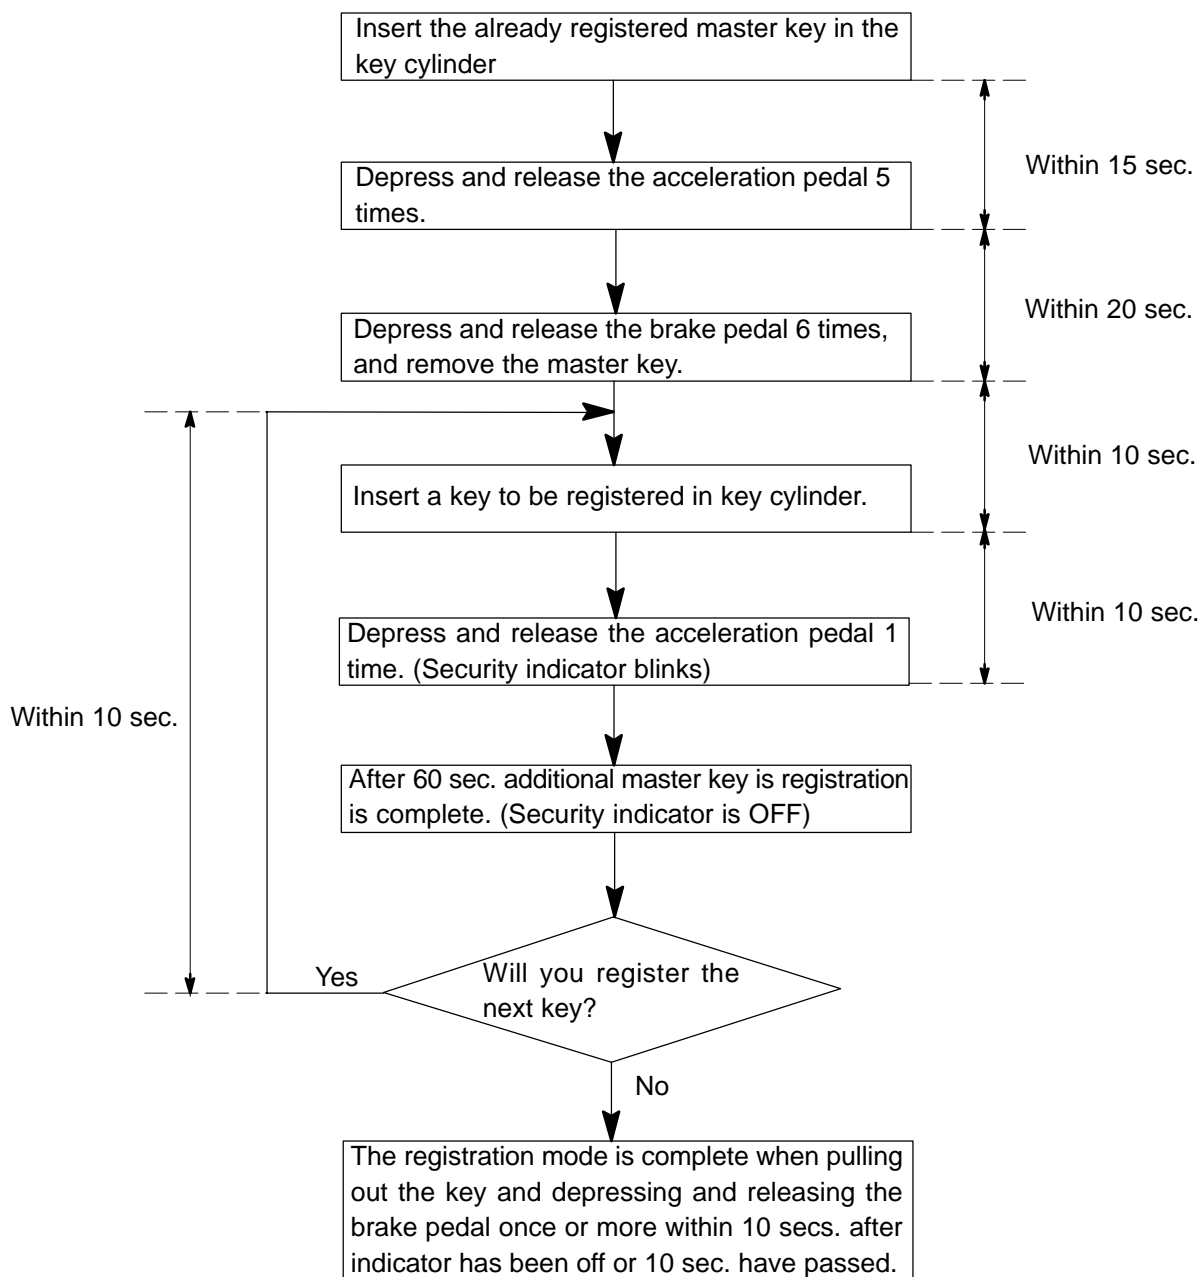 Insert the already registered master key in the
key cylinder
Within 15 sec.
Depress and release the acceleration pedal 5
times.
Within 20 sec.
Depress and release the brake pedal 6 times,
and remove the master key.
Within 10 sec.
Insert a key to be registered in key cylinder.
Within 10 sec.
Depress and release the acceleration pedal 1
time. (Security indicator blinks)
Within 10 sec.
After 60 sec. additional master key is registration
is complete. (Security indicator is OFF)
Will you register the
next key?
Yes
No
The registration mode is complete when pulling
out the key and depressing and releasing the
brake pedal once or more within 10 secs. after
indicator has been off or 10 sec. have passed.